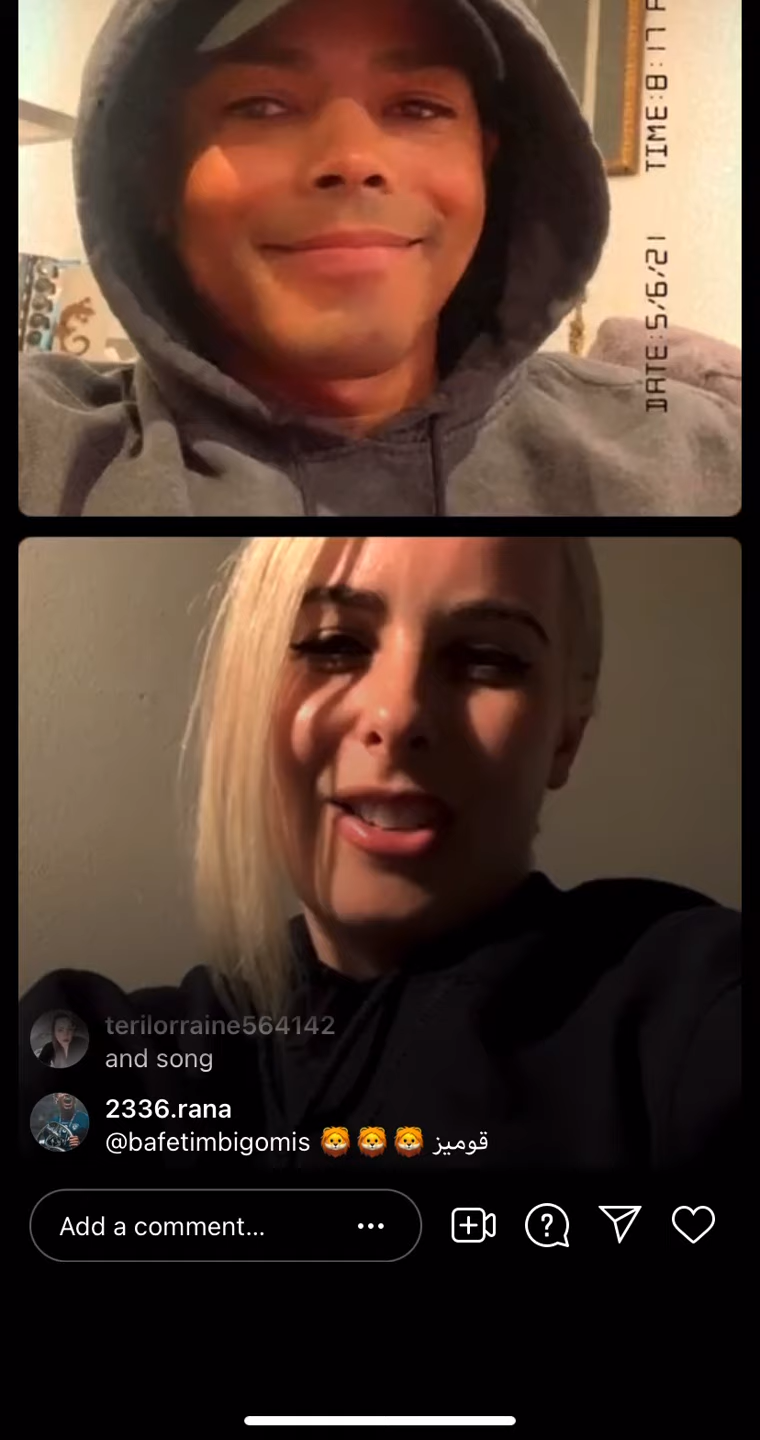 TIME:8:17
DATE:5/6/21
terilorraine564142
and song
2336.rana
@bafetimbigomis 🦁🦁🦁 قوميز
Add a comment...